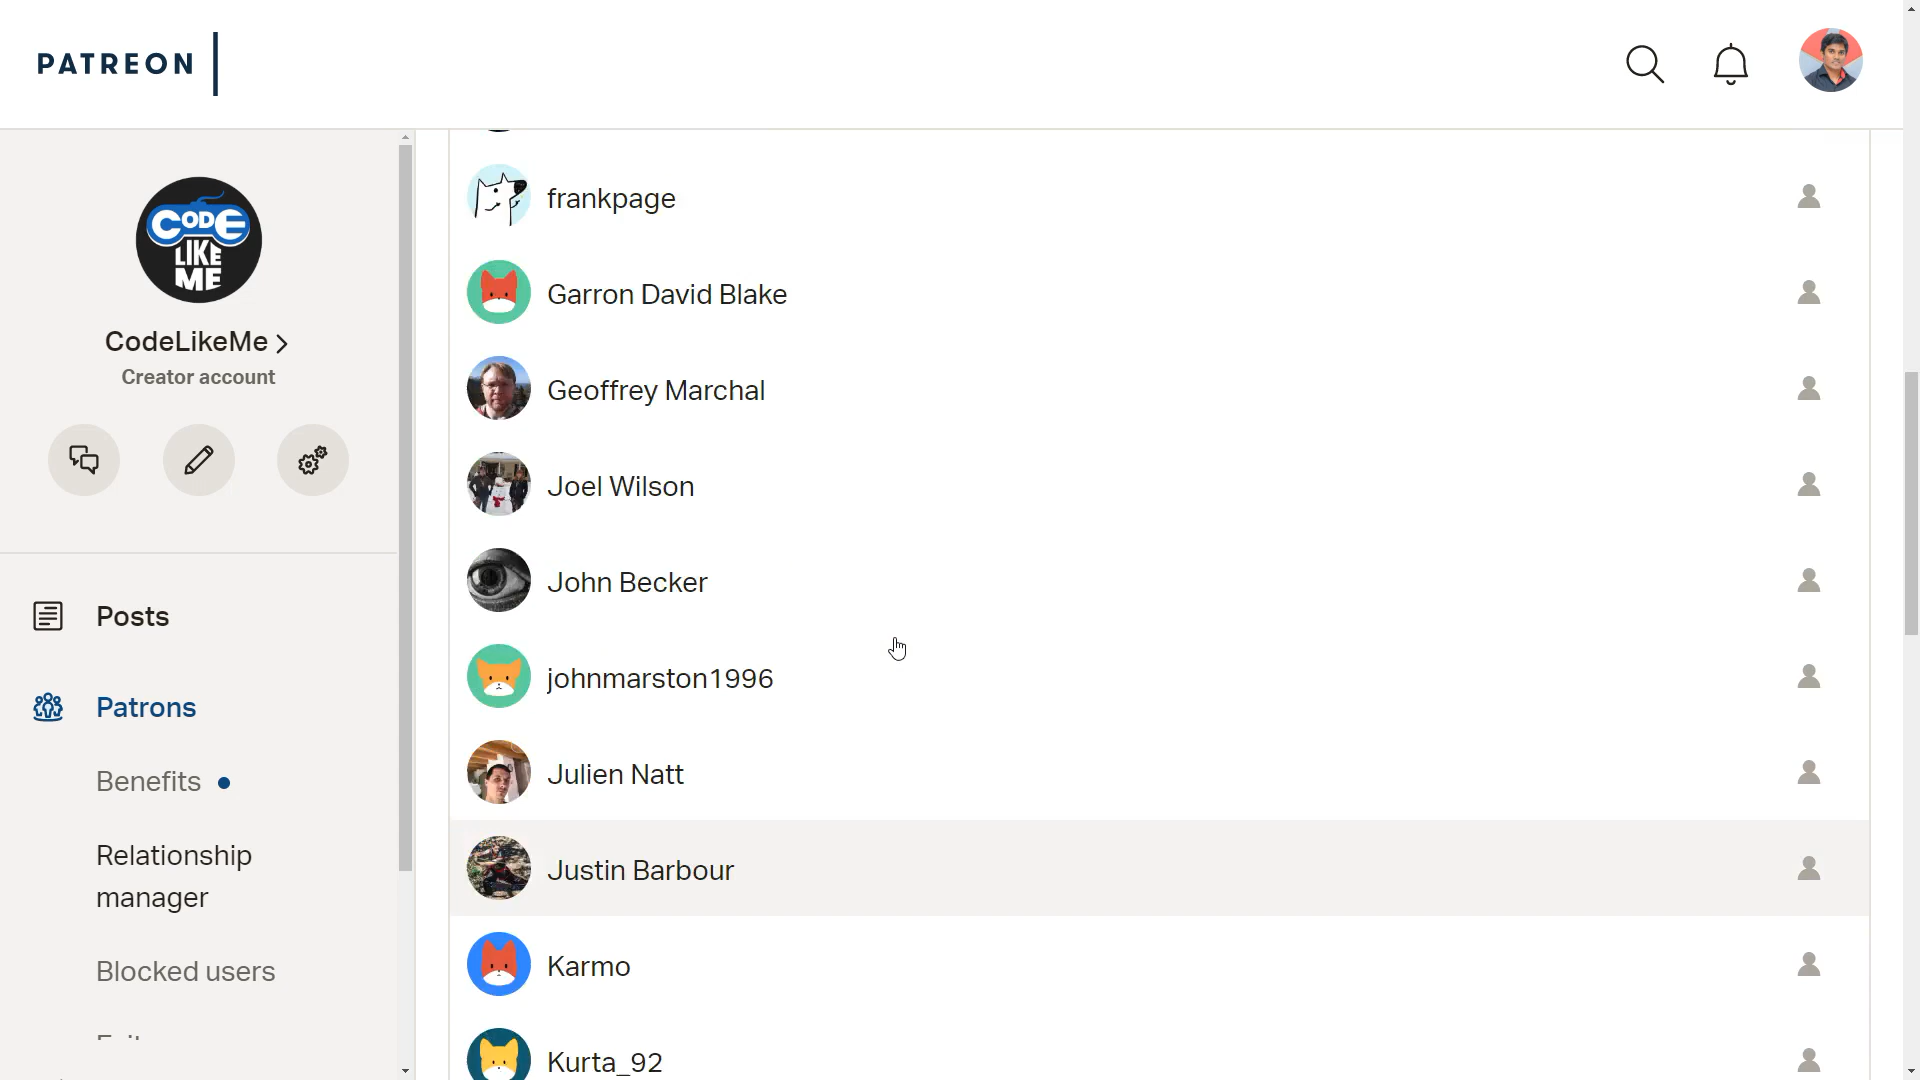 PATREON
CODE
LIKE
ME
CodeLikeMe
Creator account
Posts
Patrons
Benefits
Relationship
manager
Blocked users
frankpage
Garron David Blake
Geoffrey Marchal
Joel Wilson
John Becker
johnmarston1996
Julien Natt
Justin Barbour
Karmo
Kurta_92